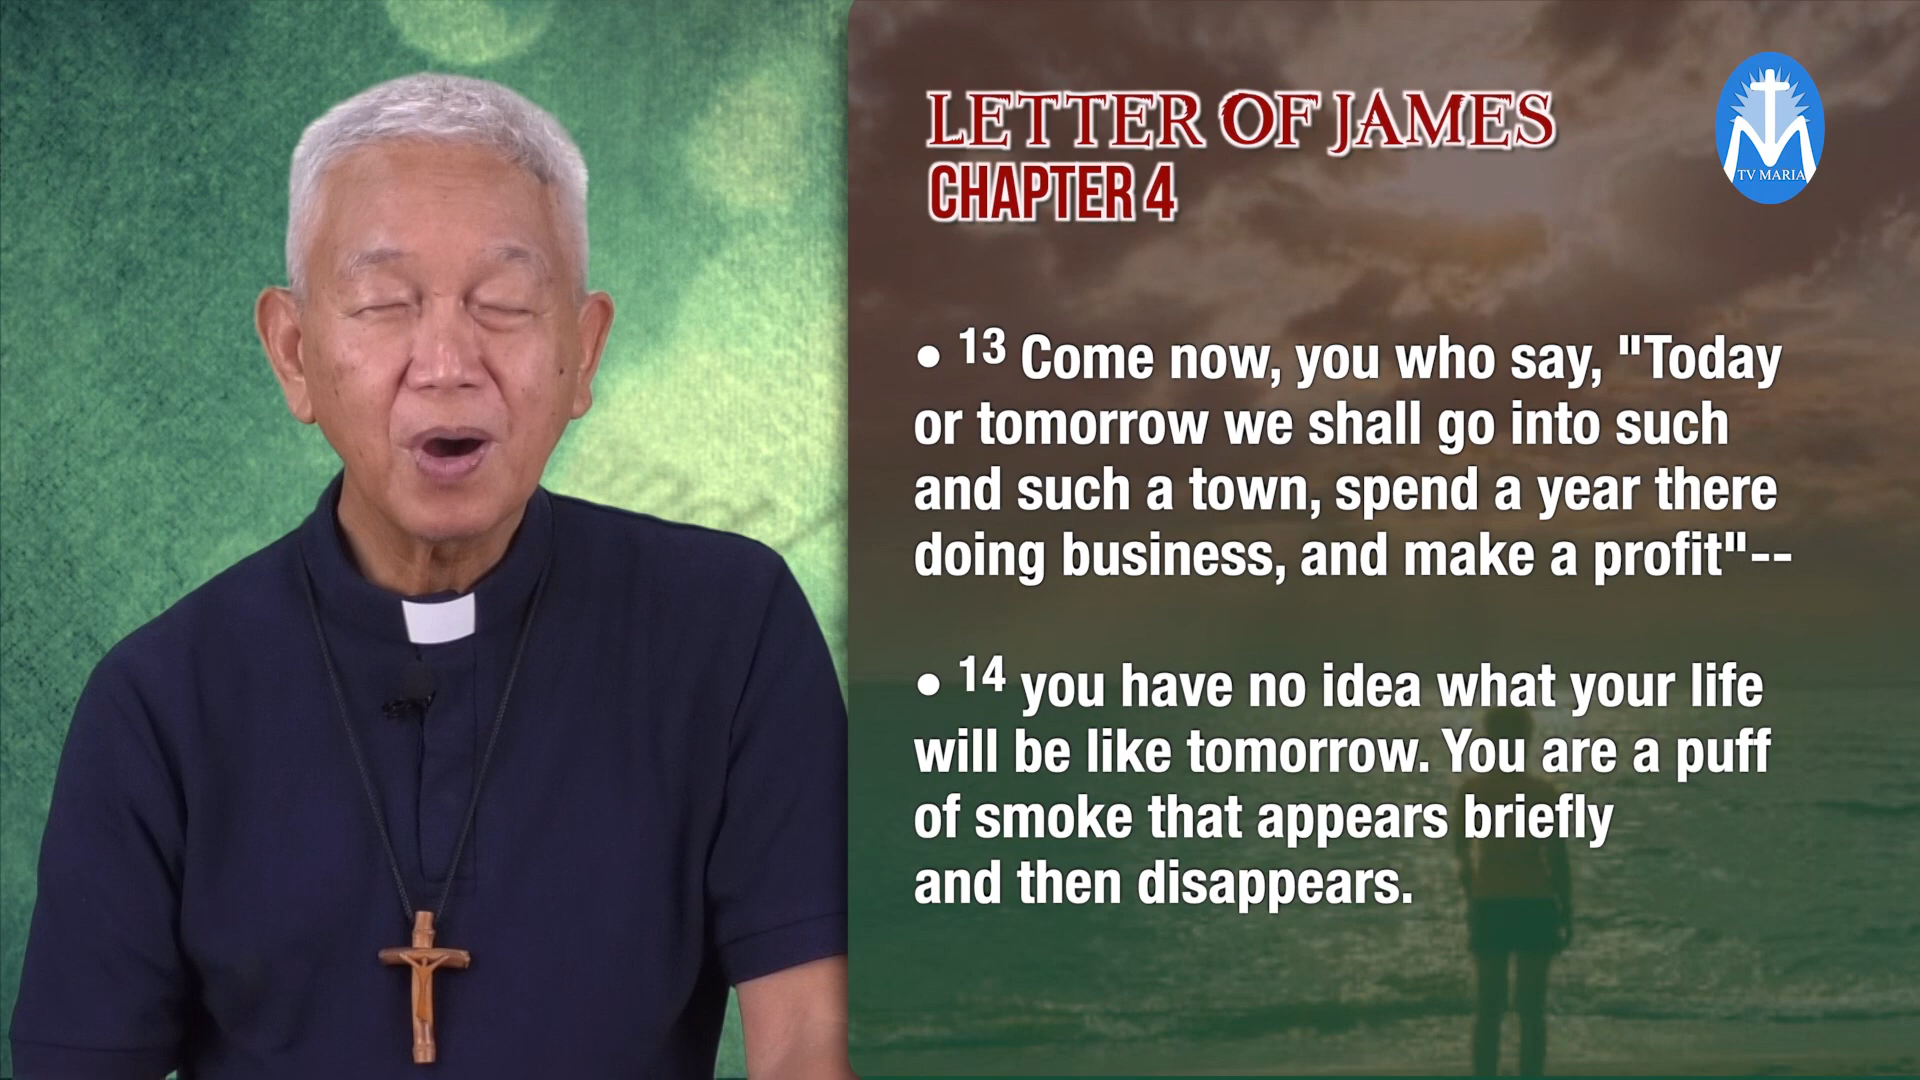 LETTER OF JAMES
CHAPTER 4
TV MARIA
• 13 Come now, you who say, "Today
or tomorrow we shall go into such
and such a town, spend a year there
doing business, and make a profit"--
• 14 you have no idea what your life
will be like tomorrow. You are a puff
of smoke that appears briefly
and then disappears.